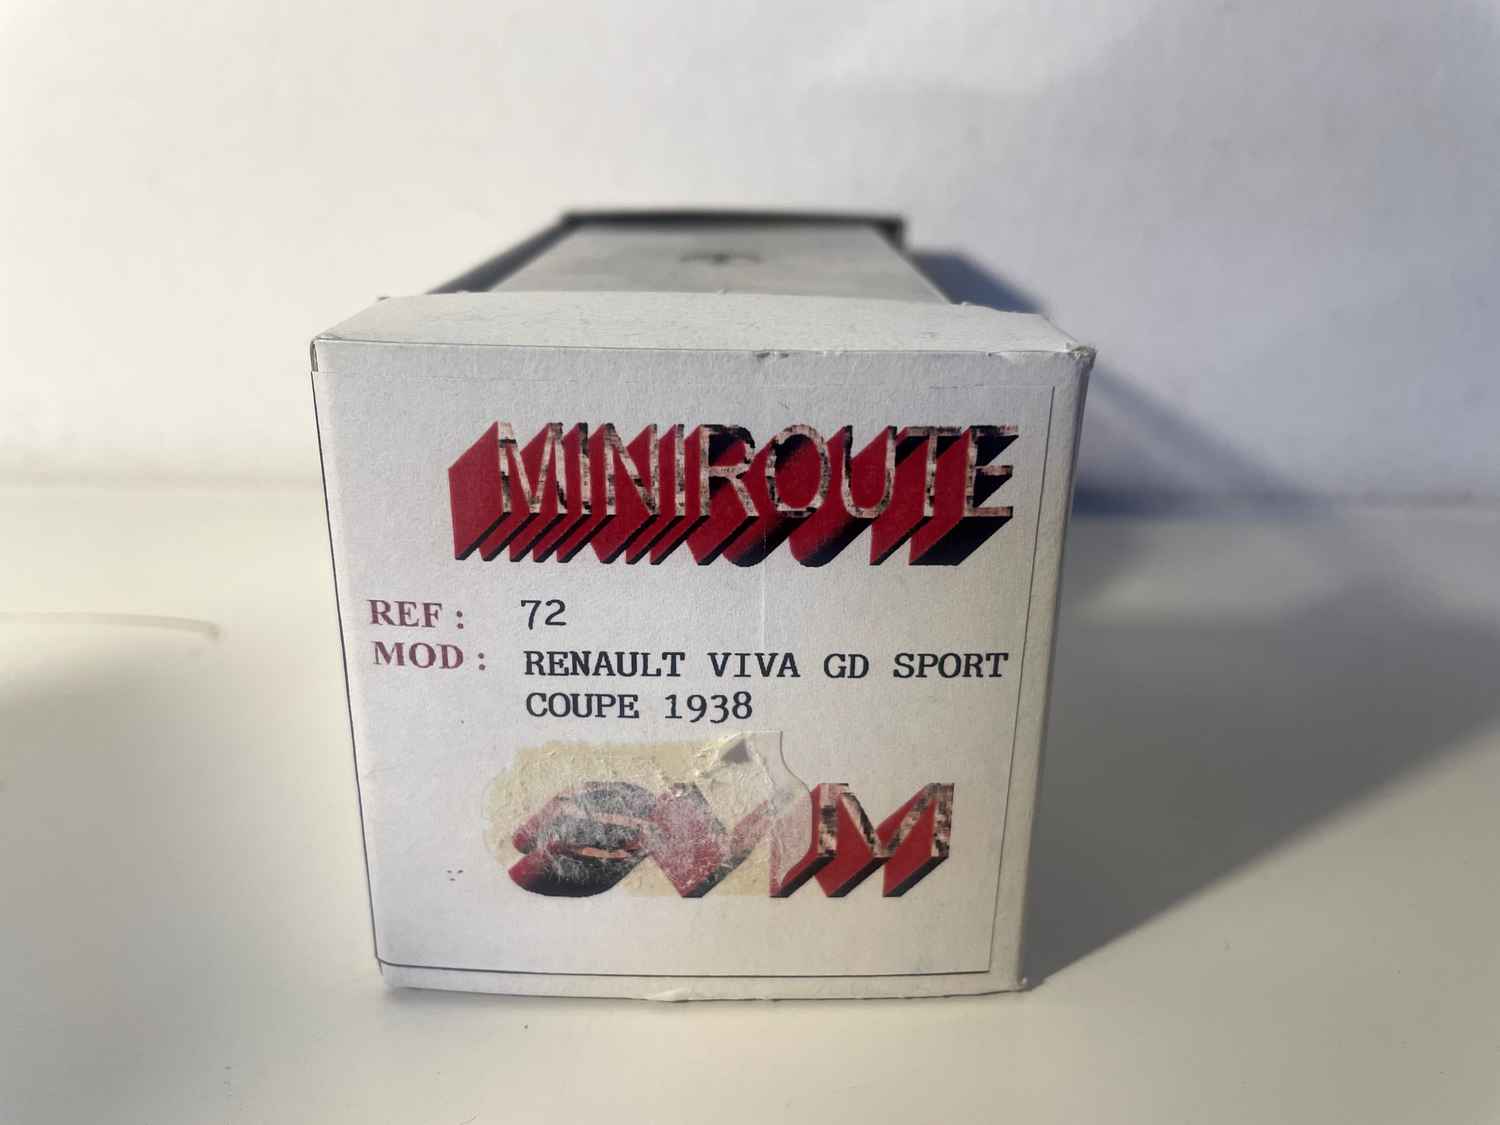 MINIROUTE
REF : 72
MOD : RENAULT VIVA GD SPORT
COUPE 1938